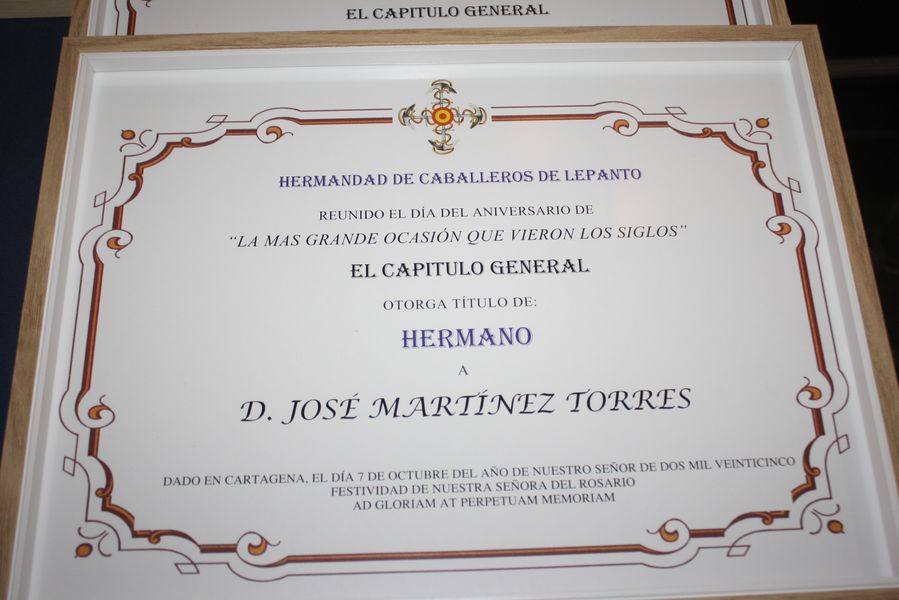 EL CAPITULO GENERAL
HERMANDAD DE CABALLEROS DE LEPANTO
REUNIDO EL DÍA DEL ANIVERSARIO DE
“LA MAS GRANDE OCASIÓN QUE VIERON LOS SIGLOS”
EL CAPITULO GENERAL
OTORGA TÍTULO DE:
HERMANO
A
D. JOSÉ MARTÍNEZ TORRES
DADO EN CARTAGENA, EL DÍA 7 DE OCTUBRE DEL AÑO DE NUESTRO SEÑOR DE DOS MIL VEINTICINCO
FESTIVIDAD DE NUESTRA SEÑORA DEL ROSARIO
AD GLORIAM AT PERPETUAM MEMORIAM